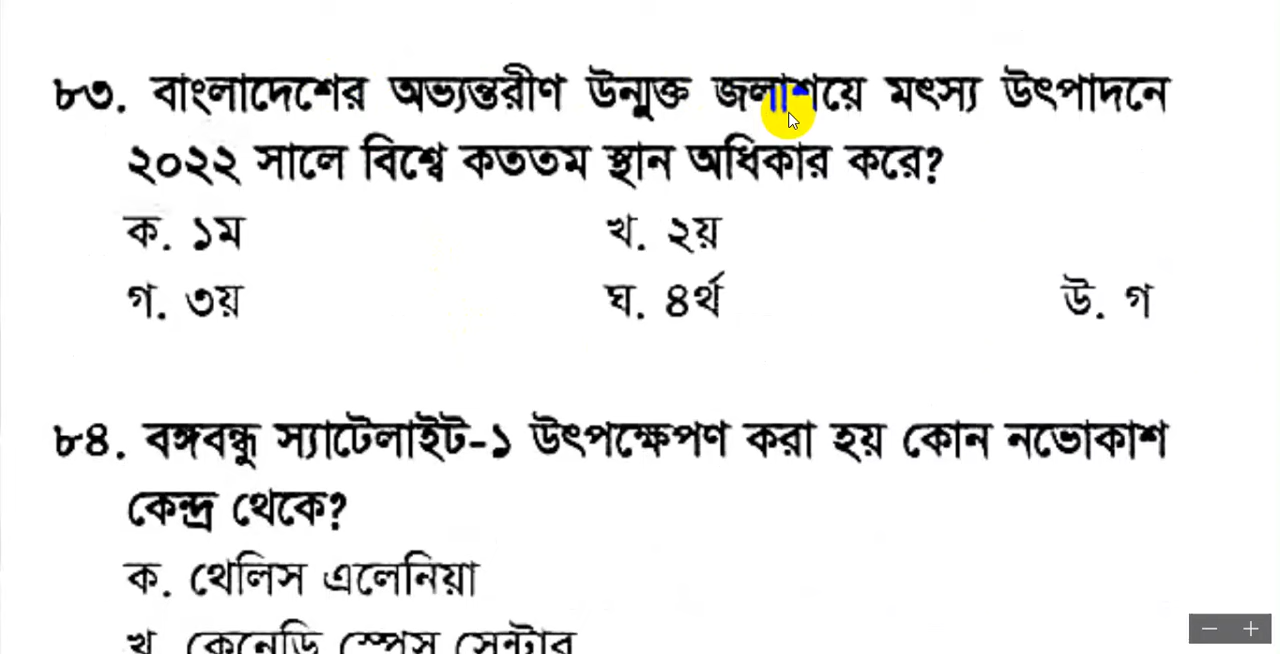 ৮৩. বাংলাদেশের অভ্যন্তরীণ উন্মুক্ত জলাশয়ে মৎস্য উৎপাদনে
২০২২ সালে বিশ্বে কততম স্থান অধিকার করে?
ক. ১ম খ. ২য়
গ. ৩য় ঘ. ৪র্থ উ. গ
৮৪. বঙ্গবন্ধু স্যাটেলাইট-১ উৎপক্ষেপণ করা হয় কোন নভোকাশ
কেন্দ্র থেকে?
ক. থেলিস এলেনিয়া
খ. কেনেডি স্পেস সেন্টার